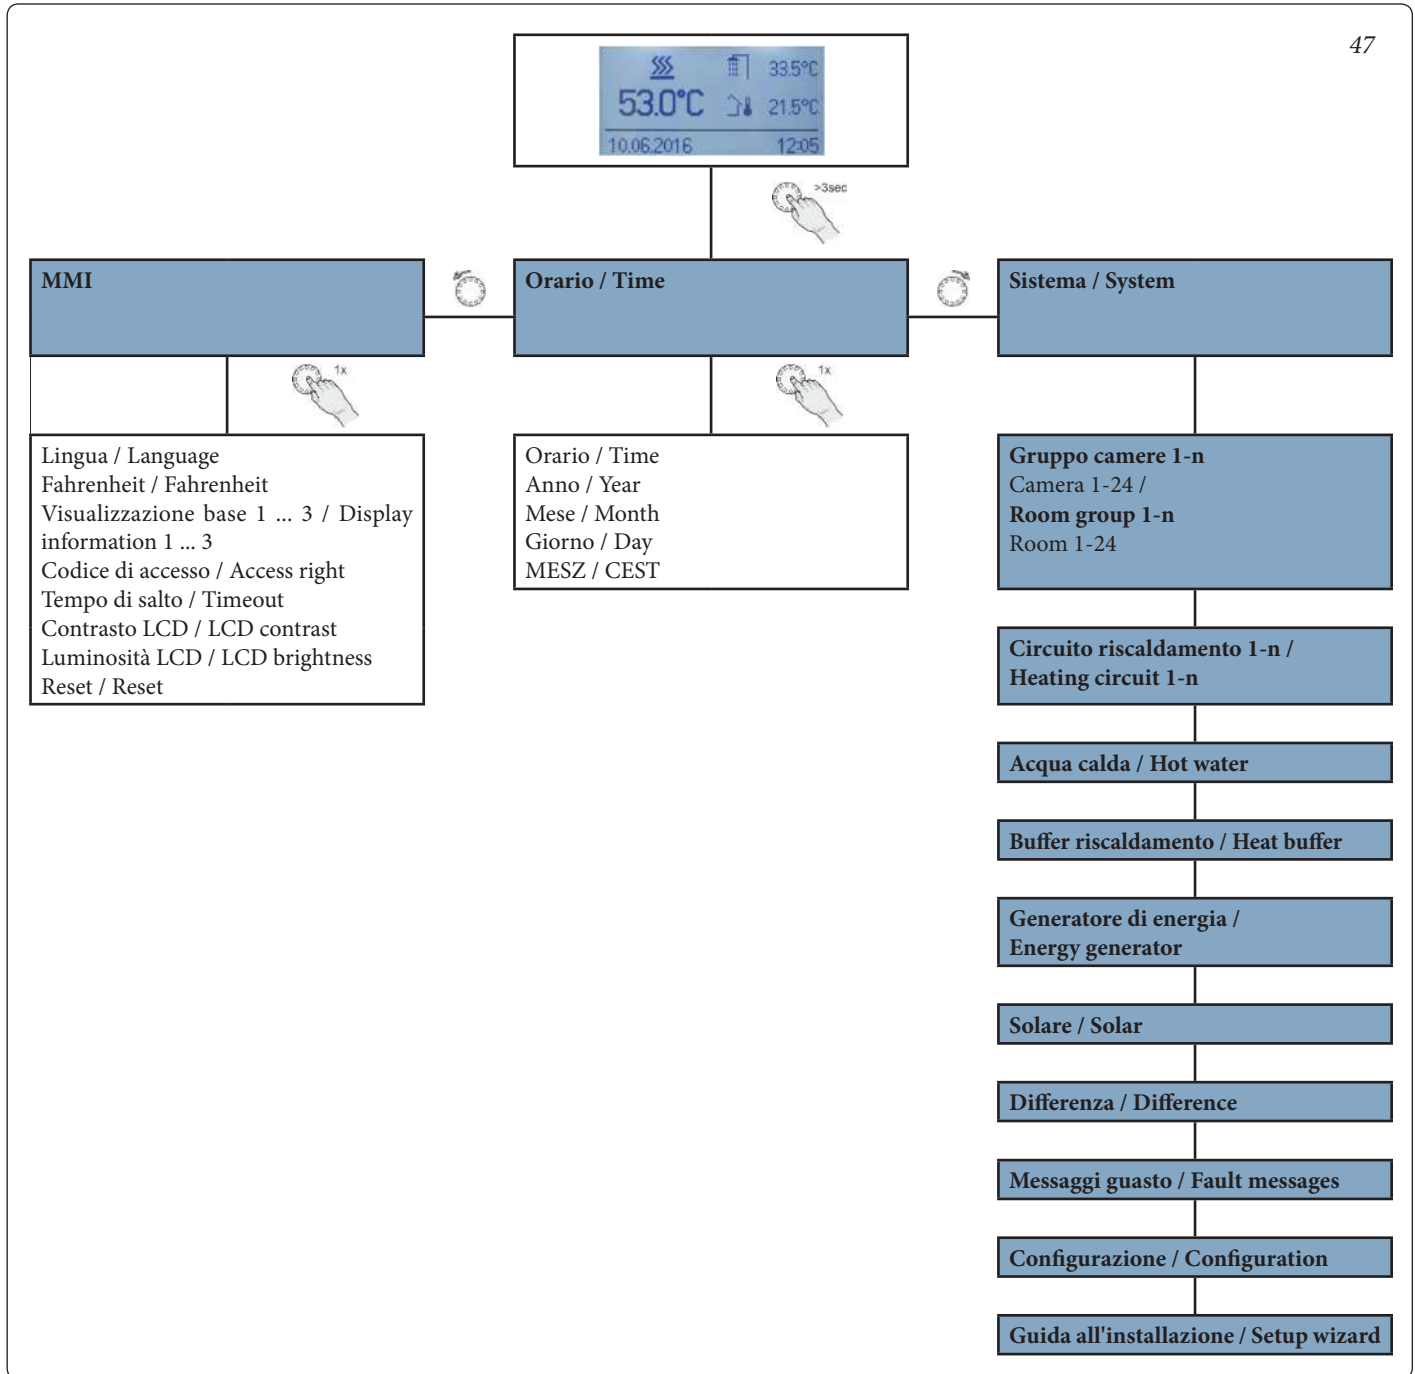 47
33.5°C
53.0°C
21.5°C
10.06.2016 12:05
>3sec
MMI
Orario / Time
Sistema / System
1x
1x
Lingua / Language
Fahrenheit / Fahrenheit
Visualizzazione base 1 ... 3 / Display
information 1 ... 3
Codice di accesso / Access right
Tempo di salto / Timeout
Contrasto LCD / LCD contrast
Luminosità LCD / LCD brightness
Reset / Reset
Orario / Time
Anno / Year
Mese / Month
Giorno / Day
MESZ / CEST
Gruppo camere 1-n
Camera 1-24 /
Room group 1-n
Room 1-24
Circuito riscaldamento 1-n /
Heating circuit 1-n
Acqua calda / Hot water
Buffer riscaldamento / Heat buffer
Generatore di energia /
Energy generator
Solare / Solar
Differenza / Difference
Messaggi guasto / Fault messages
Configurazione / Configuration
Guida all'installazione / Setup wizard